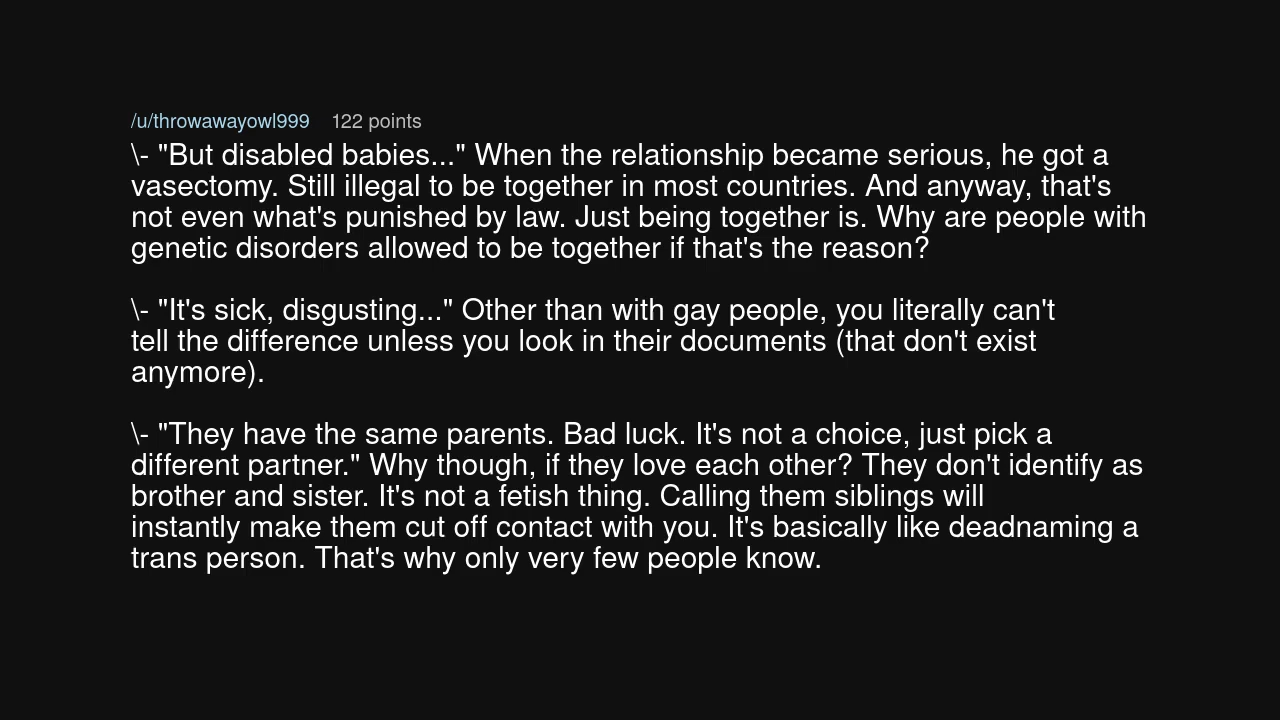 /u/throwawayowl999 122 points
\- "But disabled babies..." When the relationship became serious, he got a
vasectomy. Still illegal to be together in most countries. And anyway, that's
not even what's punished by law. Just being together is. Why are people with
genetic disorders allowed to be together if that's the reason?
\- "It's sick, disgusting..." Other than with gay people, you literally can't
tell the difference unless you look in their documents (that don't exist
anymore).
\- "They have the same parents. Bad luck. It's not a choice, just pick a
different partner." Why though, if they love each other? They don't identify as
brother and sister. It's not a fetish thing. Calling them siblings will
instantly make them cut off contact with you. It's basically like deadnaming a
trans person. That's why only very few people know.